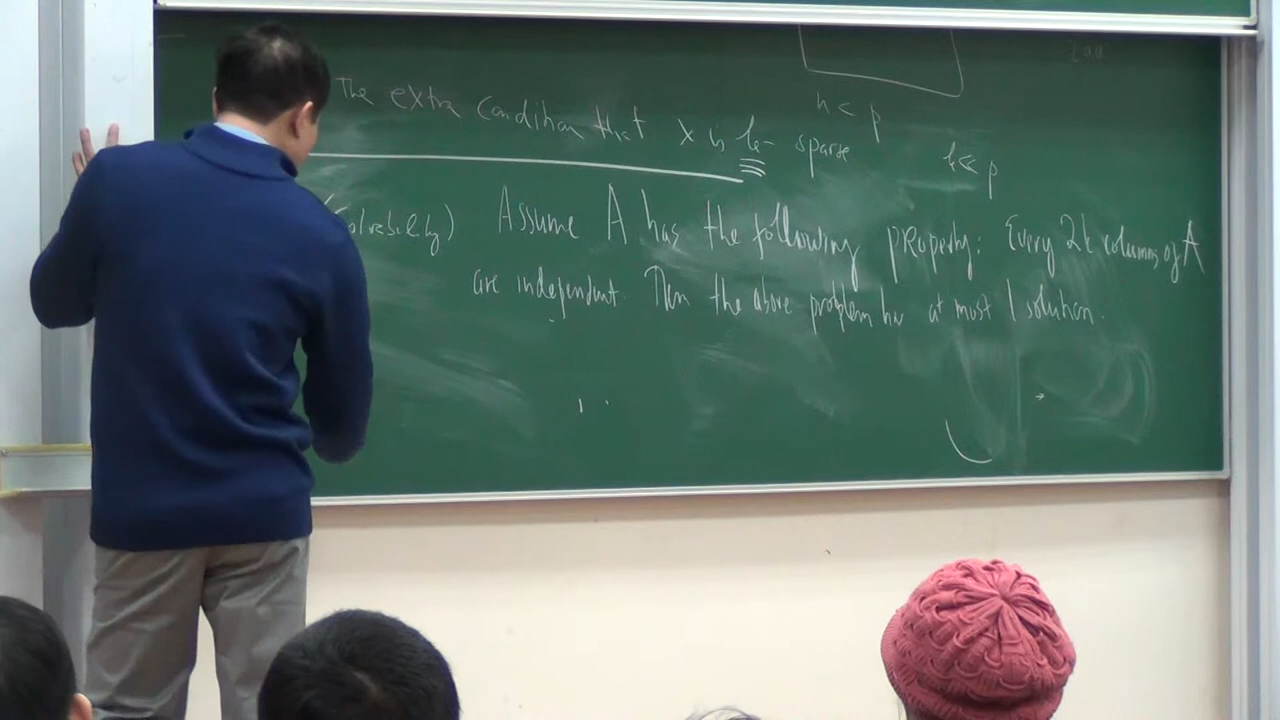 The extra condition that x is k- sparse
n < p
k << p
(solvability) Assume A has the following property: Every 2k columns of A
are independent. Then the above problem has at most 1 solution.